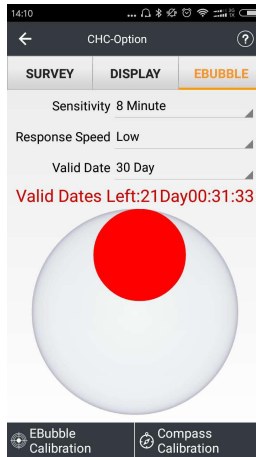 14:10 ...
CHC-Option ?
SURVEY DISPLAY EBUBBLE
Sensitivity 8 Minute
Response Speed Low
Valid Date 30 Day
Valid Dates Left:21Day00:31:33
EBubble Calibration
Compass Calibration